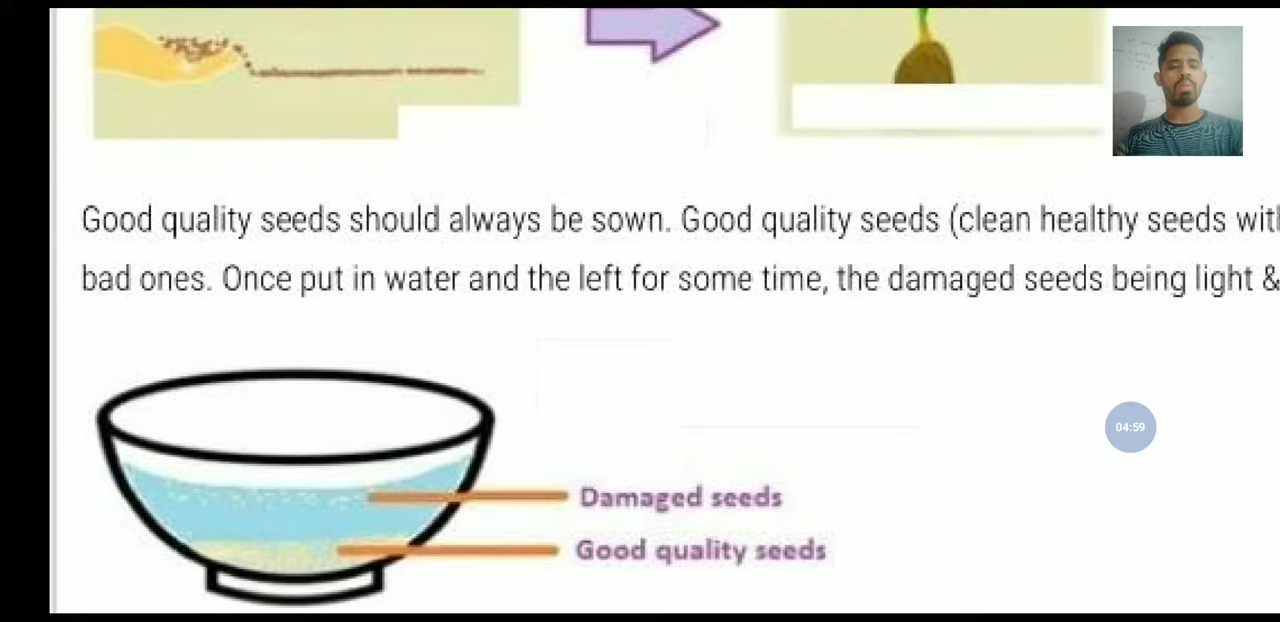 Good quality seeds should always be sown. Good quality seeds (clean healthy seeds with
bad ones. Once put in water and the left for some time, the damaged seeds being light &
04:59
Damaged seeds
Good quality seeds